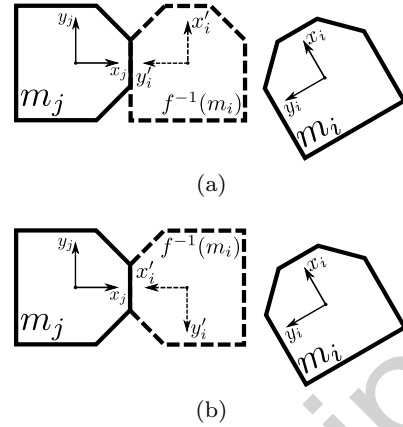 y_j x_j m_j x'_i y'_i f^{-1}(m_i) x_i y_i m_i
(a)
y_j x_j m_j x'_i y'_i f^{-1}(m_i) x_i y_i m_i
(b)